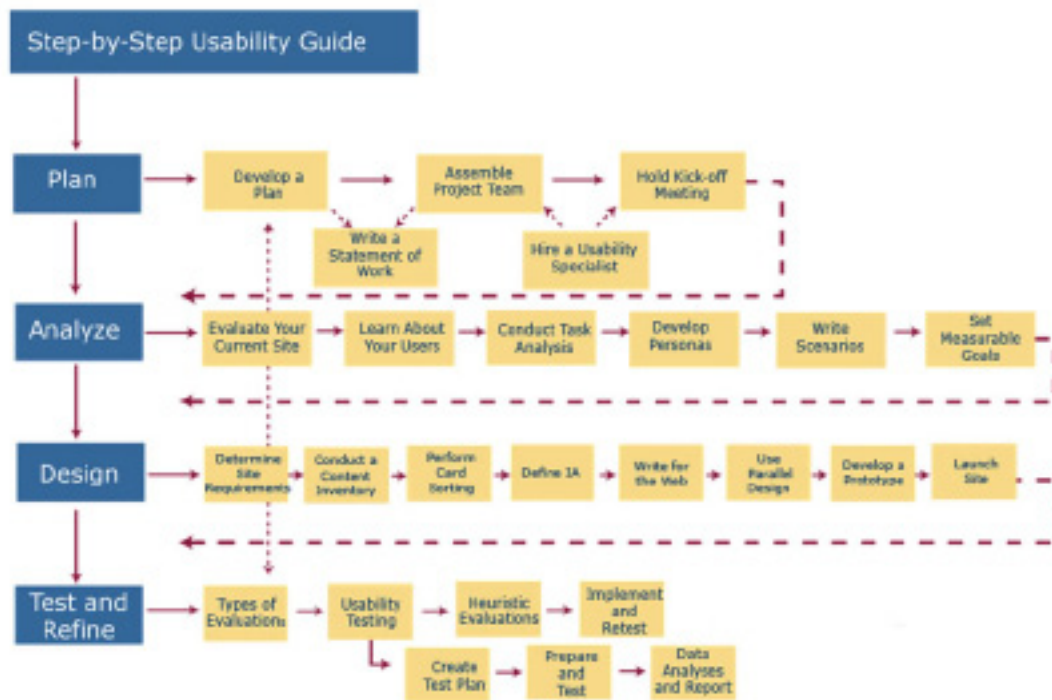 Step-by-Step Usability Guide
Plan
Develop a
Plan
Assemble
Project Team
Hold Kick-off
Meeting
Write a
Statement of
Work
Hire a Usability
Specialist
Analyze
Evaluate Your
Current Site
Learn About
Your Users
Conduct Task
Analysis
Develop
Personas
Write
Scenarios
Set
Measurable
Goals
Design
Determine
Site
Requirements
Conduct a
Content
Inventory
Perform
Card
Sorting
Define IA
Write for
the Web
Use
Parallel
Design
Develop a
Prototype
Launch
Site
Test and
Refine
Types of
Evaluations
Usability
Testing
Heuristic
Evaluations
Implement
and
Retest
Create
Test Plan
Prepare
and
Test
Data
Analyses
and Report